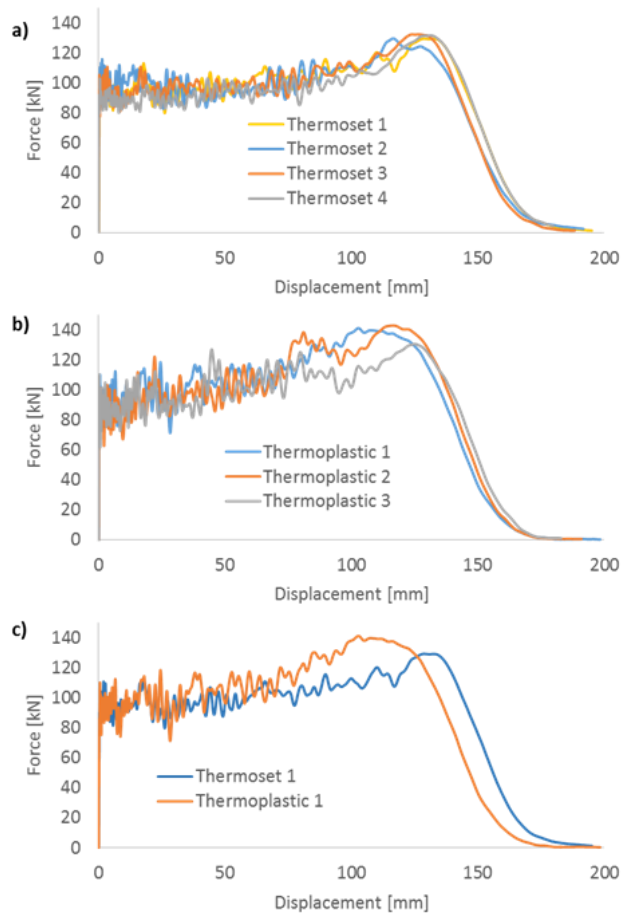 a)
140
120
100
80
60
40
20
0
Force [kN]
Thermoset 1
Thermoset 2
Thermoset 3
Thermoset 4
0 50 100 150 200
Displacement [mm]
b)
140
120
100
80
60
40
20
0
Force [kN]
Thermoplastic 1
Thermoplastic 2
Thermoplastic 3
0 50 100 150 200
Displacement [mm]
c)
140
120
100
80
60
40
20
0
Force [kN]
Thermoset 1
Thermoplastic 1
0 50 100 150 200
Displacement [mm]